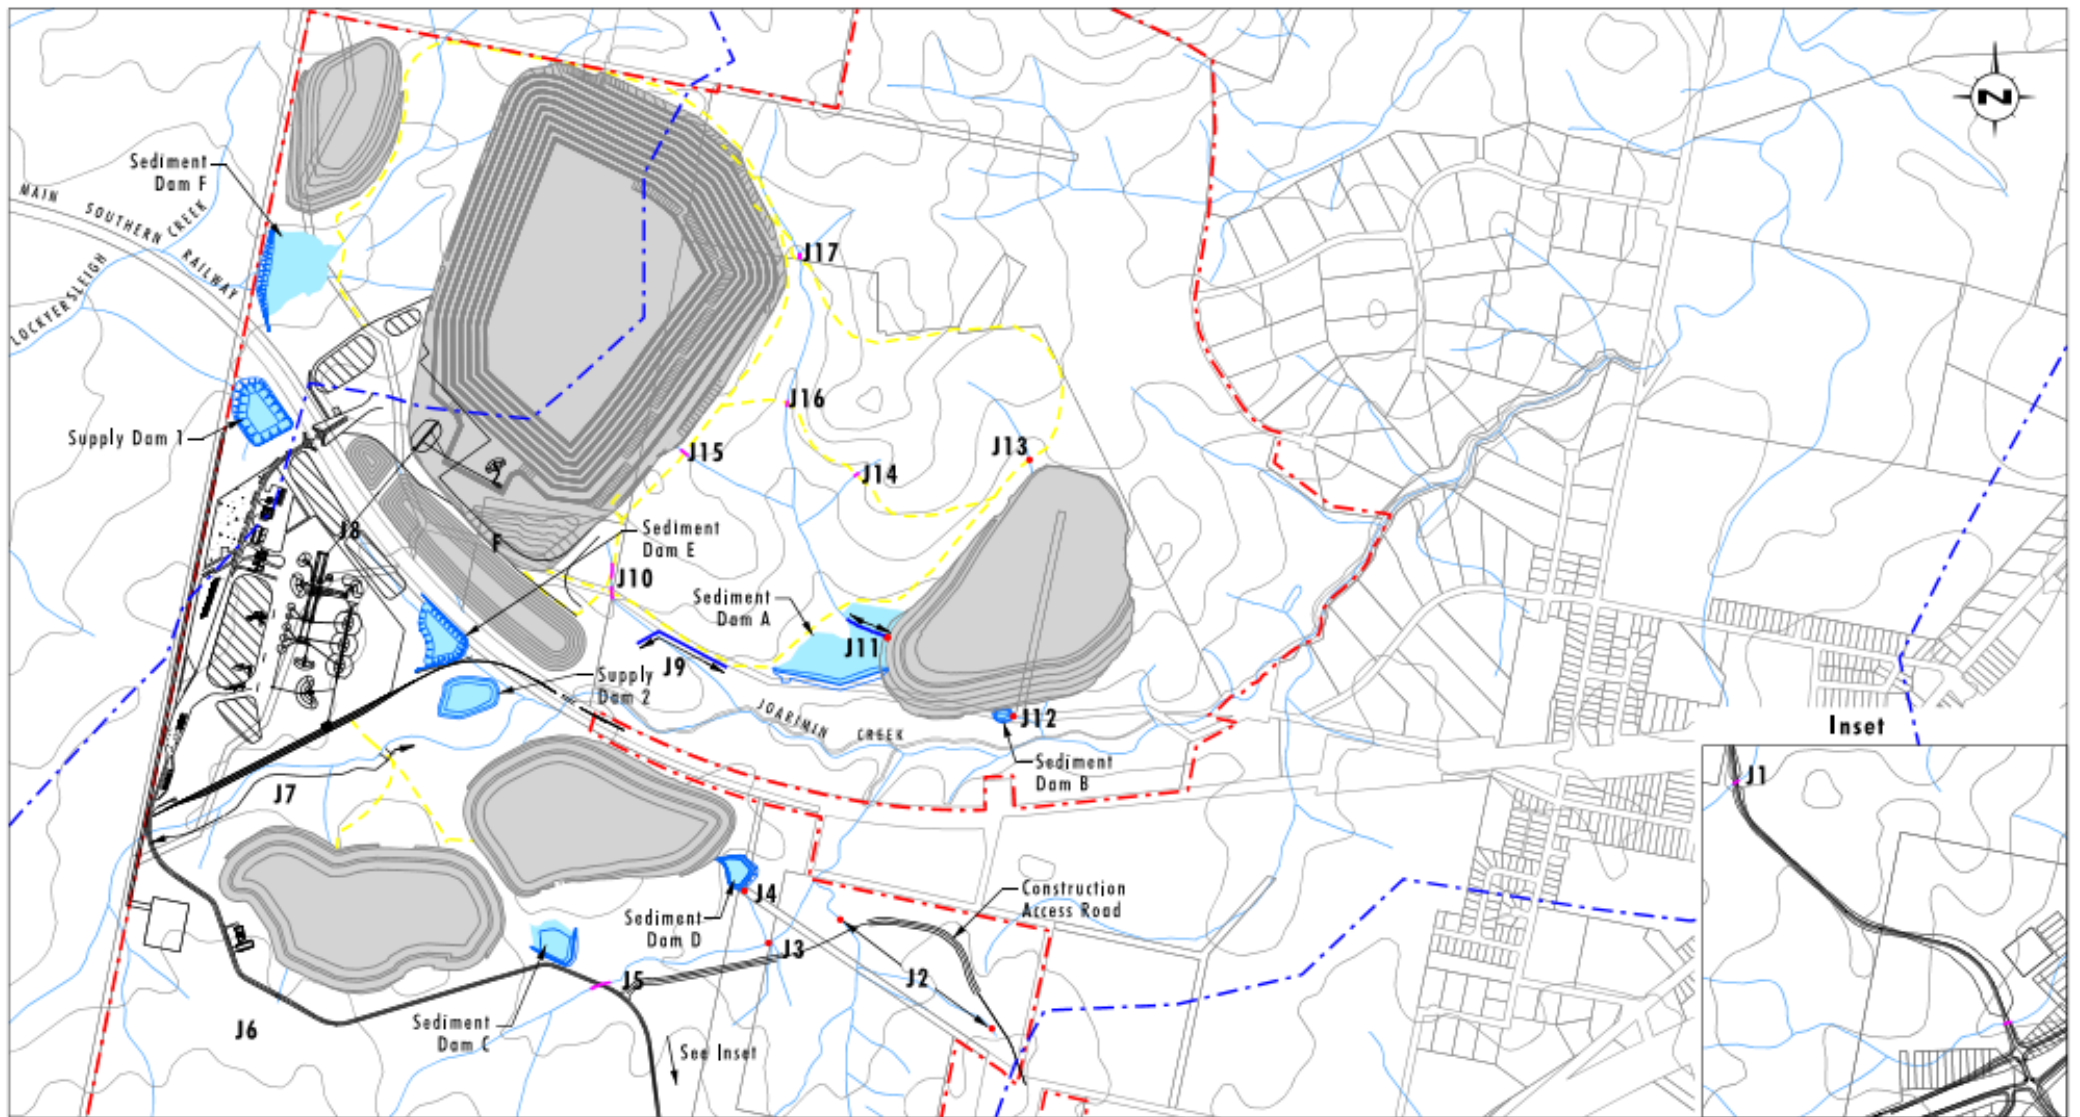 Sediment
Dam F
MAIN SOUTHERN RAILWAY
LOCKYERSLEIGH CREEK
N
J17
Supply Dam 1
J16
J15
J13
J14
J8
F
Sediment
Dam E
J10
Sediment
Dam A
J11
J9
Supply
Dam 2
JOARIMIN CREEK
J12
Sediment
Dam B
Inset
J1
J7
J4
Construction
Access Road
Sediment
Dam D
J3
J2
J5
J6
Sediment
Dam C
See Inset